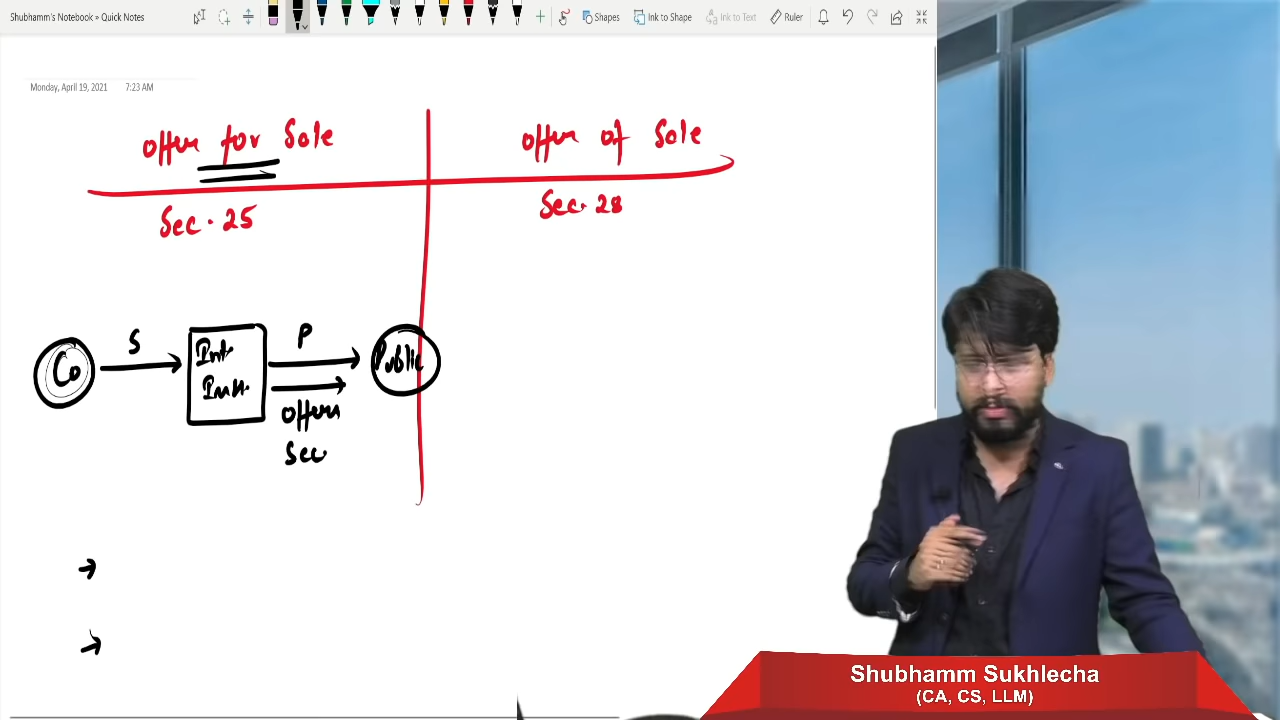 Shubhamm's Notebook » Quick Notes
Shapes
Ink to Shape
Ink to Text
Ruler
Monday, April 19, 2021 7:23 AM
Offer for Sale
Offer of Sale
Sec. 25
Sec. 28
Co
S
Int.
P
Public
Offers
Sec
Shubhamm Sukhlecha
(CA, CS, LLM)